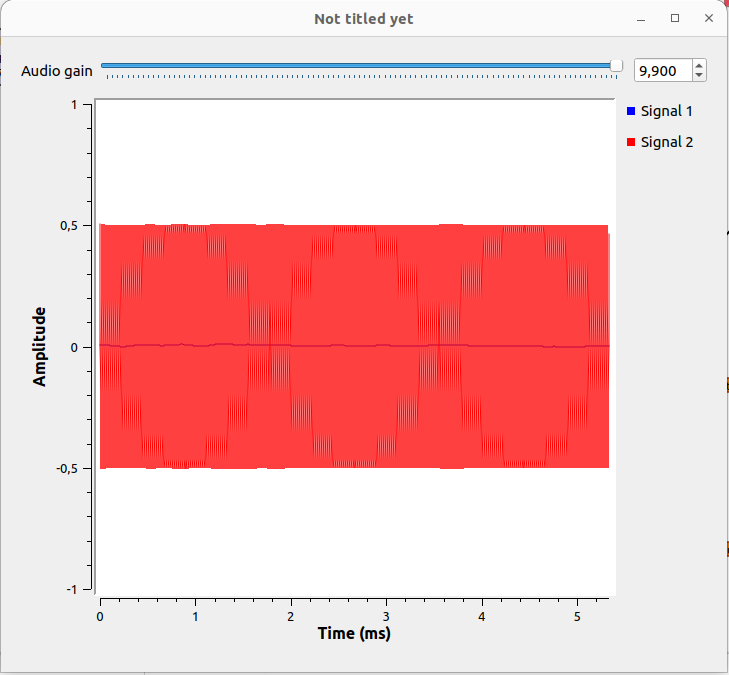 Not titled yet
Audio gain
9,900
Signal 1
Signal 2
1
0,5
0
-0,5
-1
Amplitude
0 1 2 3 4 5
Time (ms)